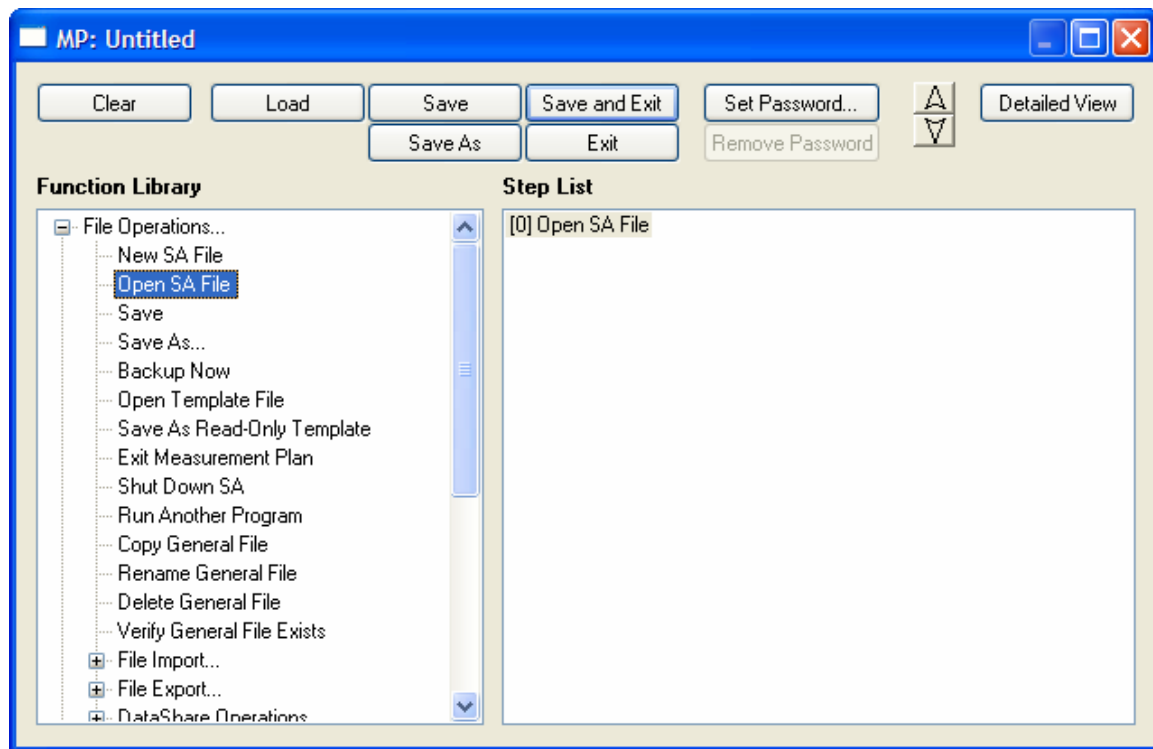 MP: Untitled
Clear Load Save Save and Exit Set Password... Detailed View
Save As Exit Remove Password
Function Library Step List
File Operations...
[0] Open SA File
New SA File
Open SA File
Save
Save As...
Backup Now
Open Template File
Save As Read-Only Template
Exit Measurement Plan
Shut Down SA
Run Another Program
Copy General File
Rename General File
Delete General File
Verify General File Exists
File Import...
File Export...
DataShare Operations